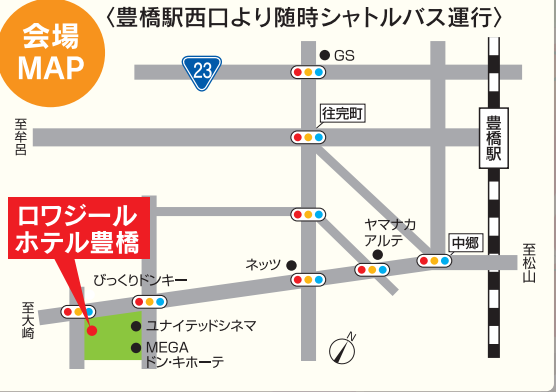 〈豊橋駅西口より随時シャトルバス運行〉
会場
MAP
23
GS
往完町
至牟呂
豊橋駅
ロワジール
ホテル豊橋
ヤマナカ
アルテ
中郷
ネッツ
至松山
びっくりドンキー
至大崎
ユナイテッドシネマ
MEGA
ドン・キホーテ
N